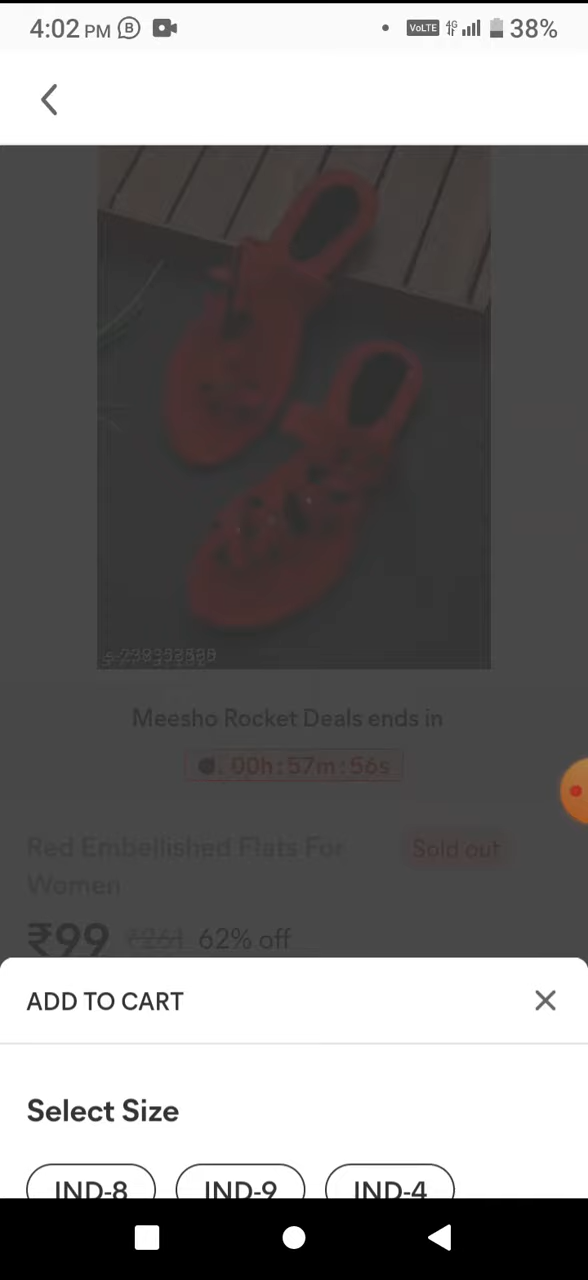 4:02 PM B VoLTE 4G 38%
Meesho Rocket Deals ends in
00h:57m:56s
Red Embellished Flats For
Women
Sold out
₹99 ₹261 62% off
ADD TO CART
Select Size
IND-8 IND-9 IND-4